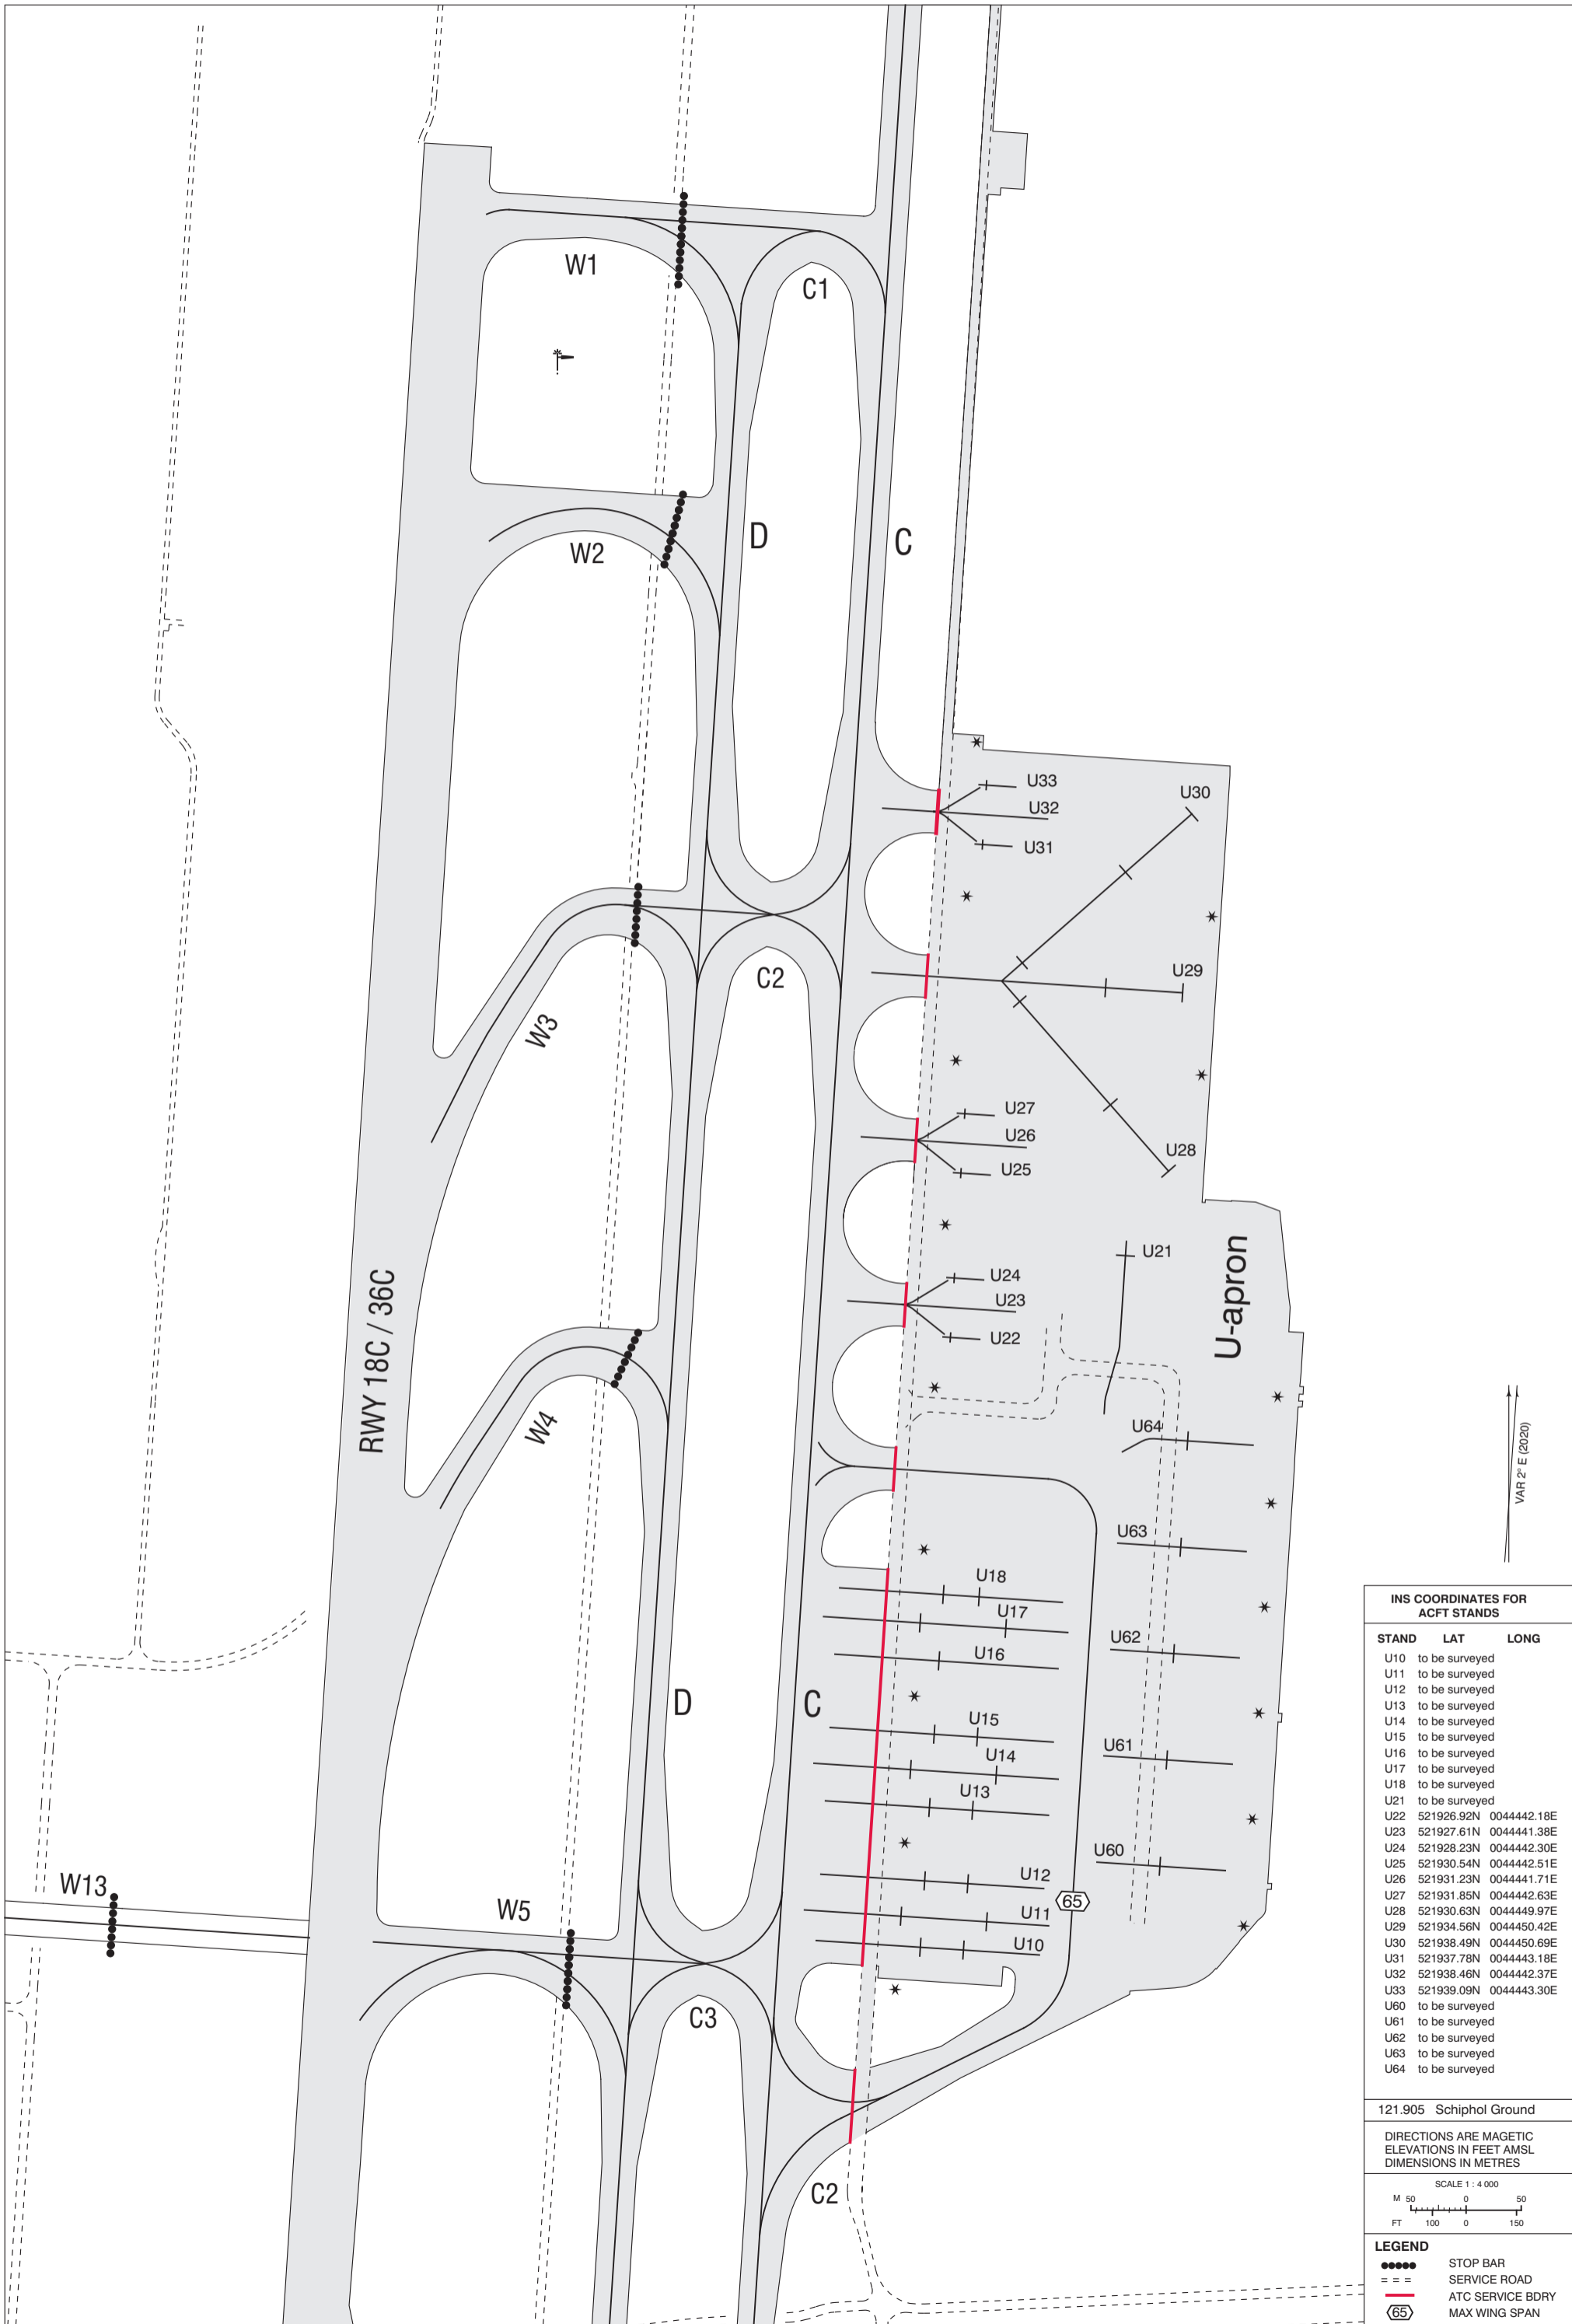 W1
C1
W2
D
C
U33
U32
U31
U30
C2
U29
W3
U27
U26
U25
U28
U24
U23
U22
U21
U-apron
RWY 18C / 36C
W4
U64
VAR 2° E (2020)
U63
U18
U17
U16
U62
D
C
U15
U14
U13
U61
U12
U11
U10
U60
65
W13
W5
C3
C2
INS COORDINATES FOR
ACFT STANDS
STAND LAT LONG
U10 to be surveyed
U11 to be surveyed
U12 to be surveyed
U13 to be surveyed
U14 to be surveyed
U15 to be surveyed
U16 to be surveyed
U17 to be surveyed
U18 to be surveyed
U21 to be surveyed
U22 521926.92N 0044442.18E
U23 521927.61N 0044441.38E
U24 521928.23N 0044442.30E
U25 521930.54N 0044442.51E
U26 521931.23N 0044441.71E
U27 521931.85N 0044442.63E
U28 521930.63N 0044449.97E
U29 521934.56N 0044450.42E
U30 521938.49N 0044450.69E
U31 521937.78N 0044443.18E
U32 521938.46N 0044442.37E
U33 521939.09N 0044443.30E
U60 to be surveyed
U61 to be surveyed
U62 to be surveyed
U63 to be surveyed
U64 to be surveyed
121.905 Schiphol Ground
DIRECTIONS ARE MAGETIC
ELEVATIONS IN FEET AMSL
DIMENSIONS IN METRES
SCALE 1 : 4 000
M 50 0 50
FT 100 0 150
LEGEND
STOP BAR
SERVICE ROAD
ATC SERVICE BDRY
65 MAX WING SPAN